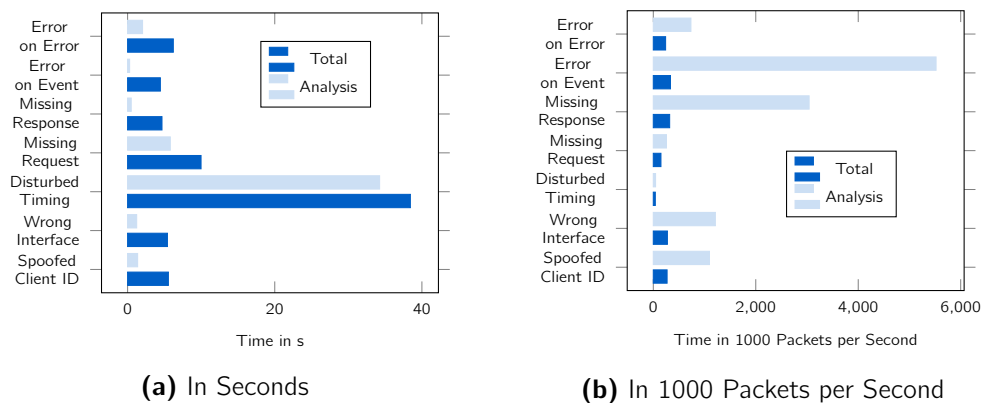 Error
on Error
Error
on Event
Missing
Response
Missing
Request
Disturbed
Timing
Wrong
Interface
Spoofed
Client ID
Total
Analysis
0
20
40
Time in s
(a) In Seconds
Error
on Error
Error
on Event
Missing
Response
Missing
Request
Disturbed
Timing
Wrong
Interface
Spoofed
Client ID
Total
Analysis
0
2,000
4,000
6,000
Time in 1000 Packets per Second
(b) In 1000 Packets per Second